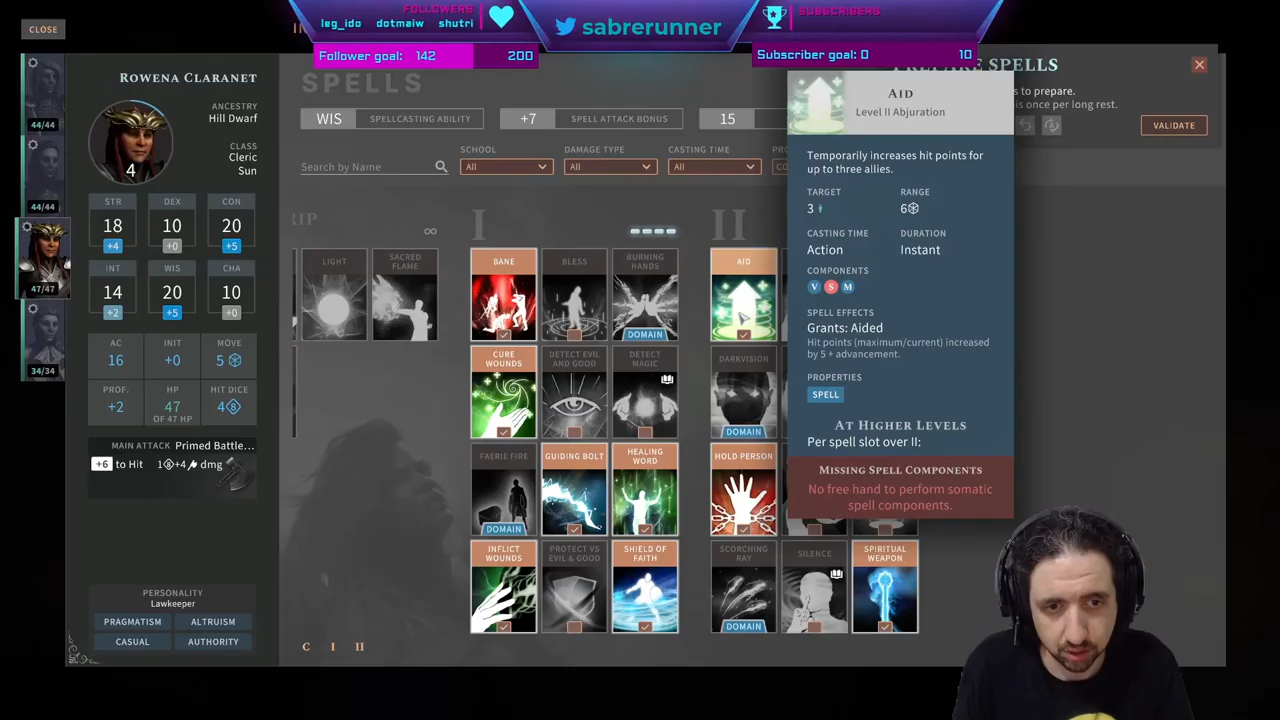 CLOSE
FOLLOWERS
leg_ido dotmaiw shutri
Follower goal: 142 200
sabrerunner
SUBSCRIBERS
Subscriber goal: 0 10
44/44
44/44
47/47
34/34
ROWENA CLARANET
ANCESTRY
Hill Dwarf
CLASS
Cleric
Sun
4
STR DEX CON
18 10 20
+4 +0 +5
INT WIS CHA
14 20 10
+2 +5 +0
AC INIT MOVE
16 +0 5
PROF. HP HIT DICE
+2 47 4
OF 47 HP
MAIN ATTACK Primed Battle...
+6 to Hit 1 +4 dmg
PERSONALITY
Lawkeeper
PRAGMATISM ALTRUISM
CASUAL AUTHORITY
SPELLS
WIS SPELLCASTING ABILITY +7 SPELL ATTACK BONUS 15
Search by Name
SCHOOL
All
DAMAGE TYPE
All
CASTING TIME
All
RIP
I
II
LIGHT
SACRED FLAME
BANE
BLESS
BURNING HANDS
DOMAIN
AID
CURE WOUNDS
DETECT EVIL AND GOOD
DETECT MAGIC
DARKVISION
DOMAIN
FAERIE FIRE
DOMAIN
GUIDING BOLT
HEALING WORD
HOLD PERSON
INFLICT WOUNDS
PROTECT VS EVIL & GOOD
SHIELD OF FAITH
SCORCHING RAY
DOMAIN
SILENCE
SPIRITUAL WEAPON
C I II
PREPARE SPELLS
s to prepare.
his once per long rest.
VALIDATE
AID
Level II Abjuration
Temporarily increases hit points for
up to three allies.
TARGET RANGE
3 6
CASTING TIME DURATION
Action Instant
COMPONENTS
V S M
SPELL EFFECTS
Grants: Aided
Hit points (maximum/current) increased
by 5 + advancement.
PROPERTIES
SPELL
AT HIGHER LEVELS
Per spell slot over II:
MISSING SPELL COMPONENTS
No free hand to perform somatic
spell components.